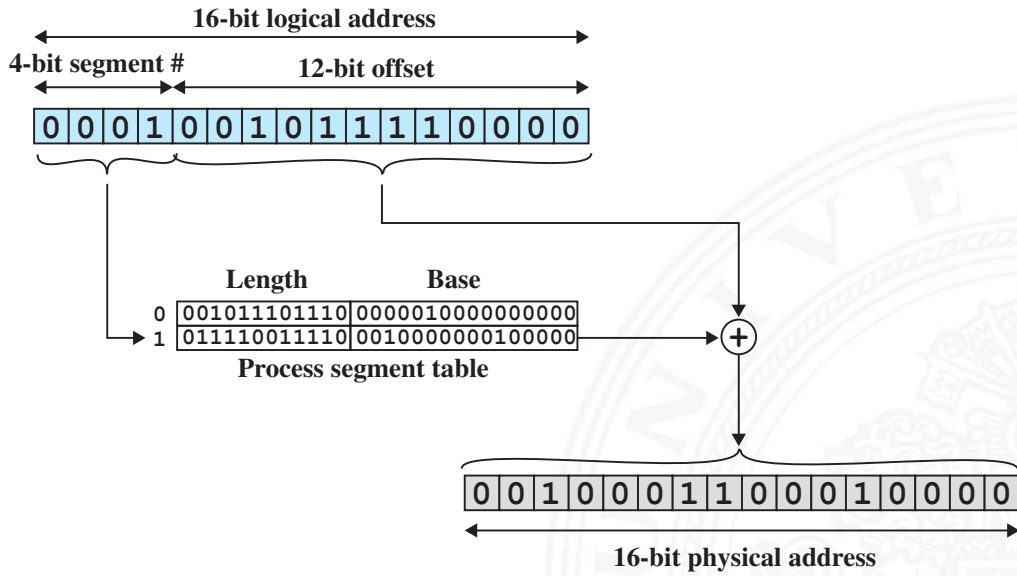 16-bit logical address
4-bit segment # 12-bit offset
0 0 0 1 0 0 1 0 1 1 1 1 0 0 0 0
Length Base
0 001011101110 0000010000000000
1 011110011110 0010000000100000
Process segment table
+
0 0 1 0 0 0 1 1 0 0 0 1 0 0 0 0
16-bit physical address